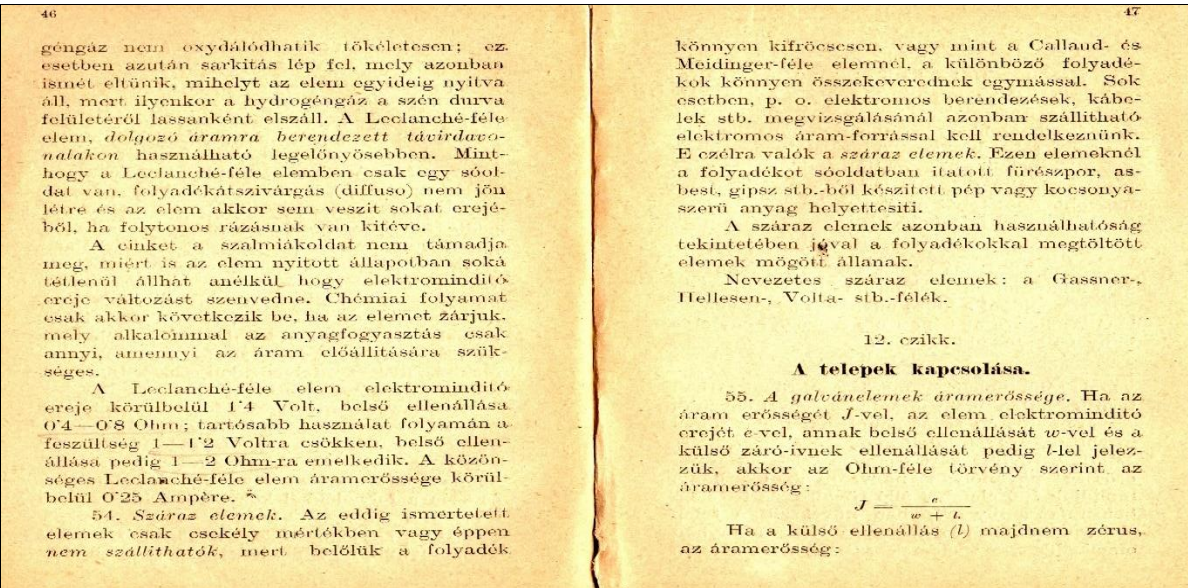 46
géngáz nem oxydálódhatik tökéletesen; ez
esetben azután sarkitás lép fel, mely azonban
ismét eltünik, mihelyt az elem egyideig nyitva
áll, mert ilyenkor a hydrogéngáz a szén durva
felületéről lassanként elszáll. A Leclanché-féle
elem, dolgozó áramra berendezett távirdavo-
nalakon használható legelőnyösebben. Mint-
hogy a Leclanché-féle elemben csak egy sóol-
dat van, folyadékátszivárgás (diffuso) nem jön
létre és az elem akkor sem veszit sokat erejé-
ből, ha folytonos rázásnak van kitéve.
A cinket a szalmiákoldat nem támadja
meg, miért is az elem nyitott állapotban soká
tétlenül állhat anélkül, hogy elektromindító
ereje változást szenvedne. Chémiai folyamat
csak akkor következik be, ha az elemet zárjuk,
mely alkalommal az anyagfogyasztás csak
annyi, amennyi az áram előállitására szük-
séges.
A Leclanché-féle elem elektromindító
ereje körülbelül 1·4 Volt, belső ellenállása
0·4—0·8 Ohm; tartósabb használat folyamán a
feszültség 1—1·2 Voltra csökken, belső ellen-
állása pedig 1—2 Ohm-ra emelkedik. A közön-
séges Leclanché-féle elem áramerőssége körül-
belül 0·25 Ampère.
54. Száraz elemek. Az eddig ismertetett
elemek csak csekély mértékben vagy éppen
nem szállithatók, mert belőlük a folyadék
47
könnyen kifröcscsen, vagy mint a Callaud- és
Meidinger-féle elemnél, a különböző folyadé-
kok könnyen összekeverednek egymással. Sok
esetben, p. o. elektromos berendezések, kábe-
lek stb. megvizsgálásánál azonban szállitható
elektromos áram-forrással kell rendelkeznünk.
E czélra valók a száraz elemek. Ezen elemeknél
a folyadékot sóoldatban itatott fürészpor, as-
best, gipsz stb.-ből készitett pép vagy kocsonya-
szerü anyag helyettesiti.
A száraz elemek azonban használhatóság
tekintetében jóval a folyadékokkal megtöltött
elemek mögött állanak.
Nevezetes száraz elemek: a Gassner-,
Hellesen-, Volta- stb.-félék.
12. czikk.
A telepek kapcsolása.
55. A galvánelemek áramerőssége. Ha az
áram erősségét J-vel, az elem elektromindító
erejét e-vel, annak belső ellenállását w-vel és a
külső záró-ivnek ellenállását pedig l-lel jelez-
zük, akkor az Ohm-féle törvény szerint az
áramerősség:
J = e / w + l.
Ha a külső ellenállás (l) majdnem zérus,
az áramerősség: